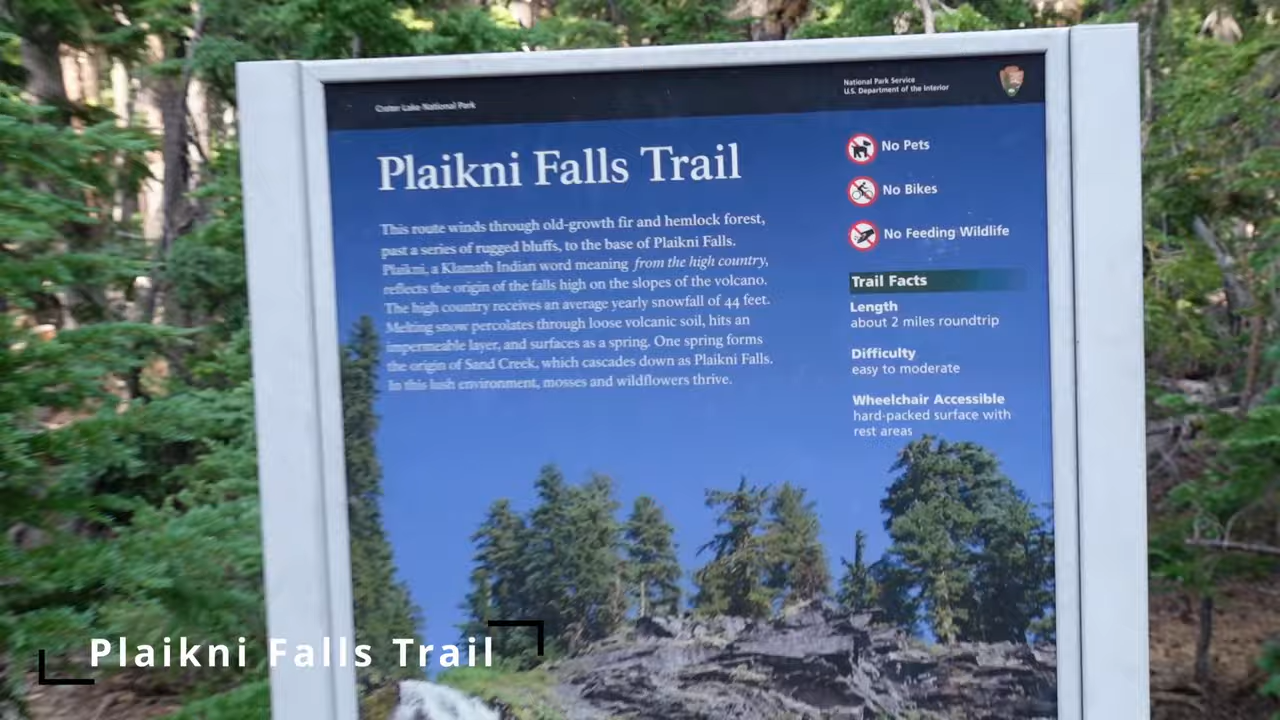 Crater Lake National Park
National Park Service
U.S. Department of the Interior
Plaikni Falls Trail
This route winds through old-growth fir and hemlock forest,
past a series of rugged bluffs, to the base of Plaikni Falls.
Plaikni, a Klamath Indian word meaning from the high country,
reflects the origin of the falls high on the slopes of the volcano.
The high country receives an average yearly snowfall of 44 feet.
Melting snow percolates through loose volcanic soil, hits an
impermeable layer, and surfaces as a spring. One spring forms
the origin of Sand Creek, which cascades down as Plaikni Falls.
In this lush environment, mosses and wildflowers thrive.
No Pets
No Bikes
No Feeding Wildlife
Trail Facts
Length
about 2 miles roundtrip
Difficulty
easy to moderate
Wheelchair Accessible
hard-packed surface with
rest areas
Plaikni Falls Trail